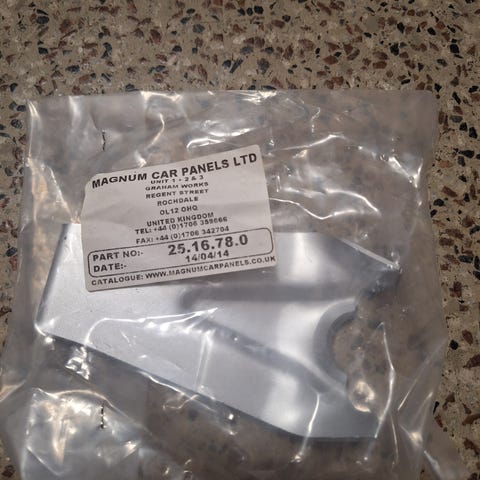 MAGNUM CAR PANELS LTD
UNIT 1 - 2 & 3
GRAHAM WORKS
REGENT STREET
ROCHDALE
OL12 0HQ
UNITED KINGDOM
TEL: +44 (0)1706 359666
FAX: +44 (0)1706 342704
PART NO:- 25.16.78.0
DATE:- 14/04/14
CATALOGUE: WWW.MAGNUMCARPANELS.CO.UK